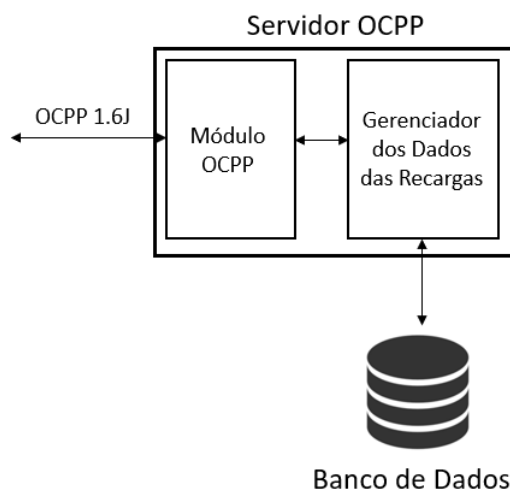 Servidor OCPP
OCPP 1.6J
Módulo
OCPP
Gerenciador
dos Dados
das Recargas
Banco de Dados